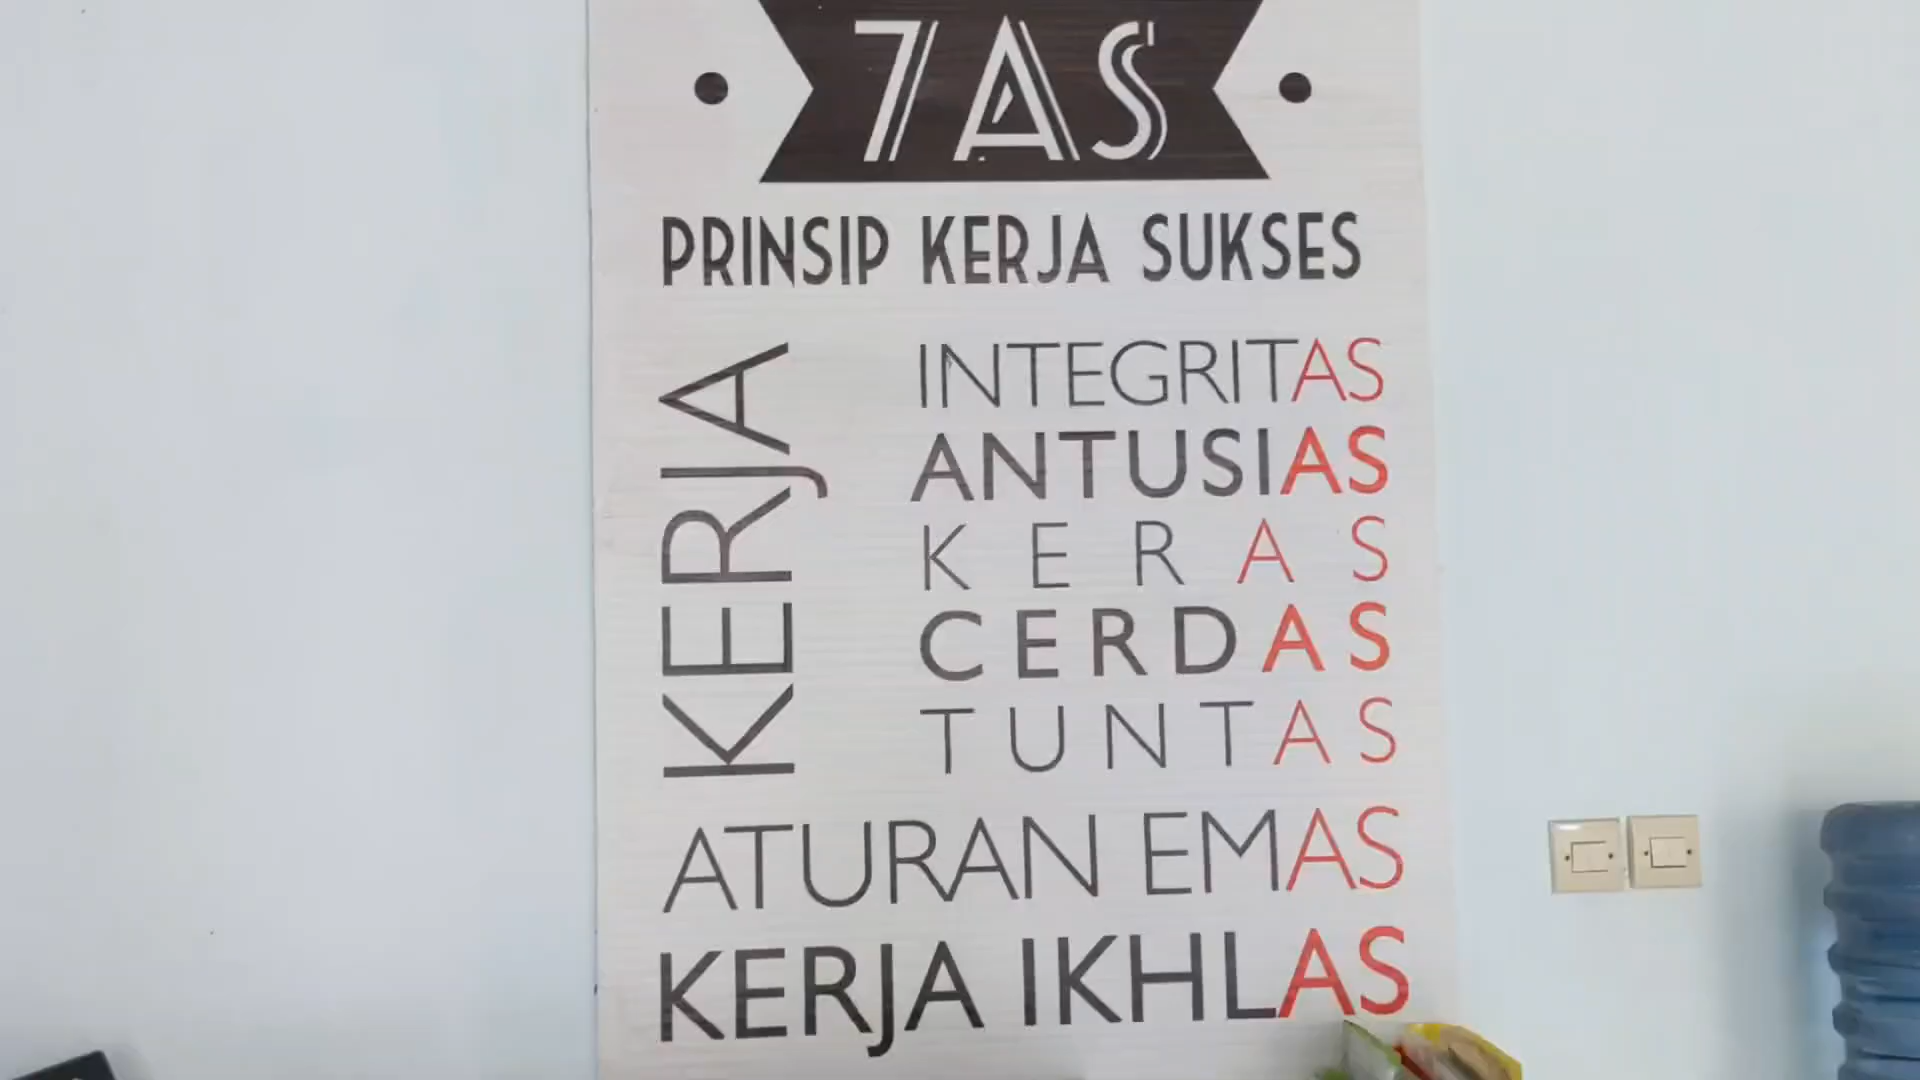 7AS
PRINSIP KERJA SUKSES
KERJA
INTEGRITAS
ANTUSIAS
KERAS
CERDAS
TUNTAS
ATURAN EMAS
KERJA IKHLAS